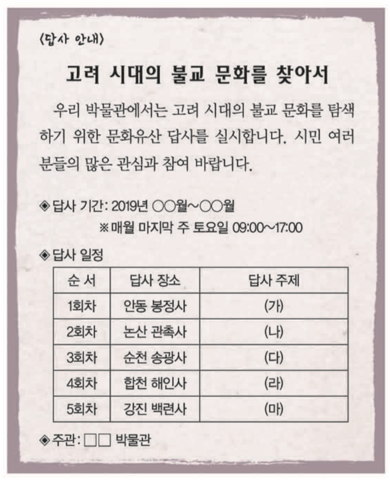 <답사 안내>
고려 시대의 불교 문화를 찾아서
우리 박물관에서는 고려 시대의 불교 문화를 탐색
하기 위한 문화유산 답사를 실시합니다. 시민 여러
분들의 많은 관심과 참여 바랍니다.
◈답사 기간: 2019년 ○○월~○○월
※매월 마지막 주 토요일 09:00~17:00
◈답사 일정
순 서 답사 장소 답사 주제
1회차 안동 봉정사 (가)
2회차 논산 관촉사 (나)
3회차 순천 송광사 (다)
4회차 합천 해인사 (라)
5회차 강진 백련사 (마)
◈주관: □□ 박물관